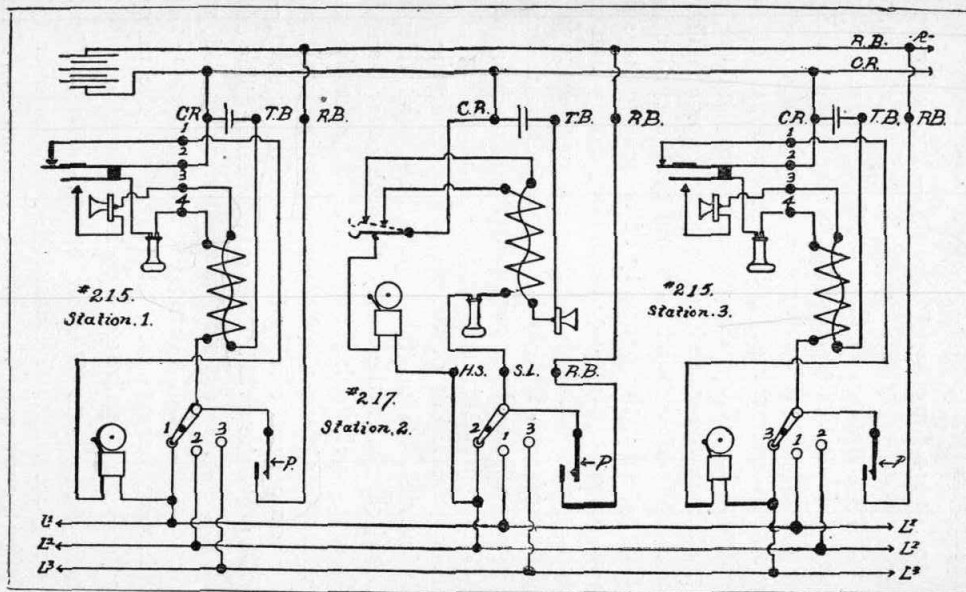 R.B.
C.R.
C.R. T.B. R.B.
1
2
3
4
C.R. T.B. R.B.
C.R. T.B. R.B.
1
2
3
4
#215.
Station. 1.
#215.
Station. 3.
H.S. S.L. R.B.
#217.
Station. 2.
1 2 3 ←P.
2 1 3 ←P
3 1 2 ←P
L¹ L¹
L² L²
L³ L³